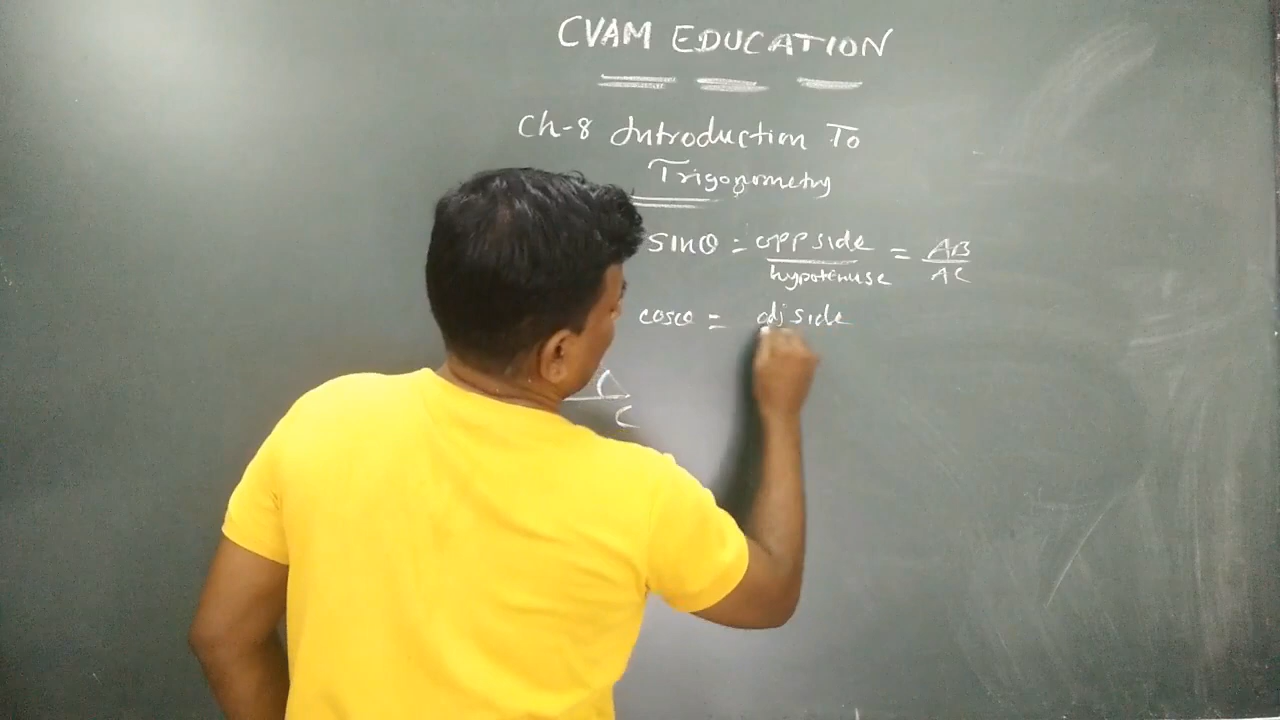 CVAM EDUCATION
Ch-8 Introduction To
Trigonometry
sinθ = opp side / hypotenuse = AB / AC
cosθ = adj side
C